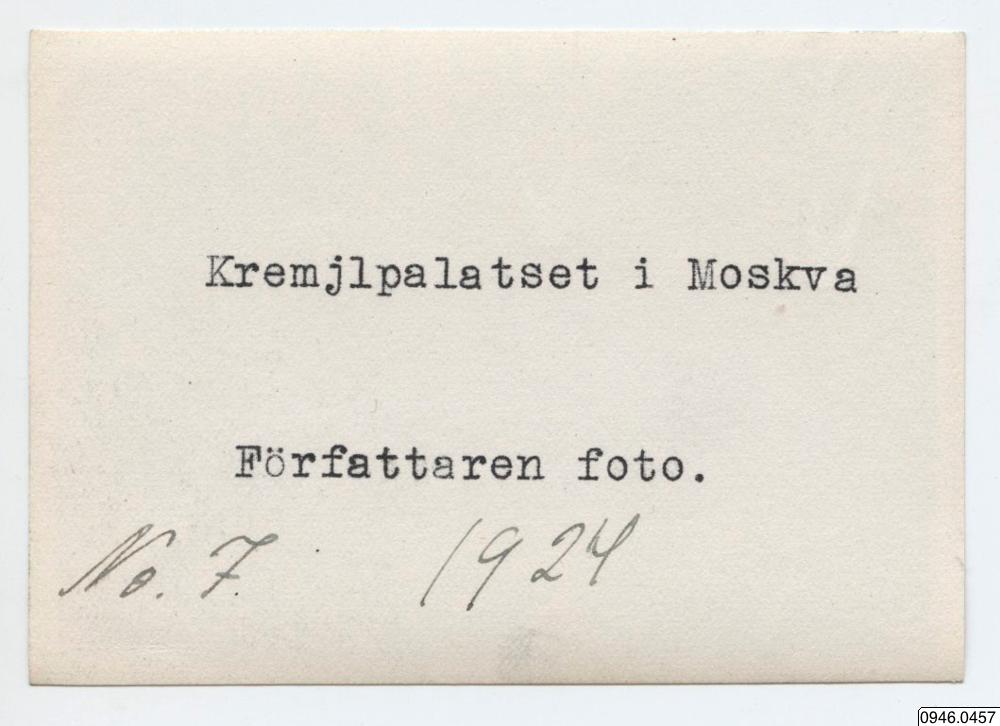 Kremjlpalatset i Moskva
Författaren foto.
No. 7. 1924
0946.0457